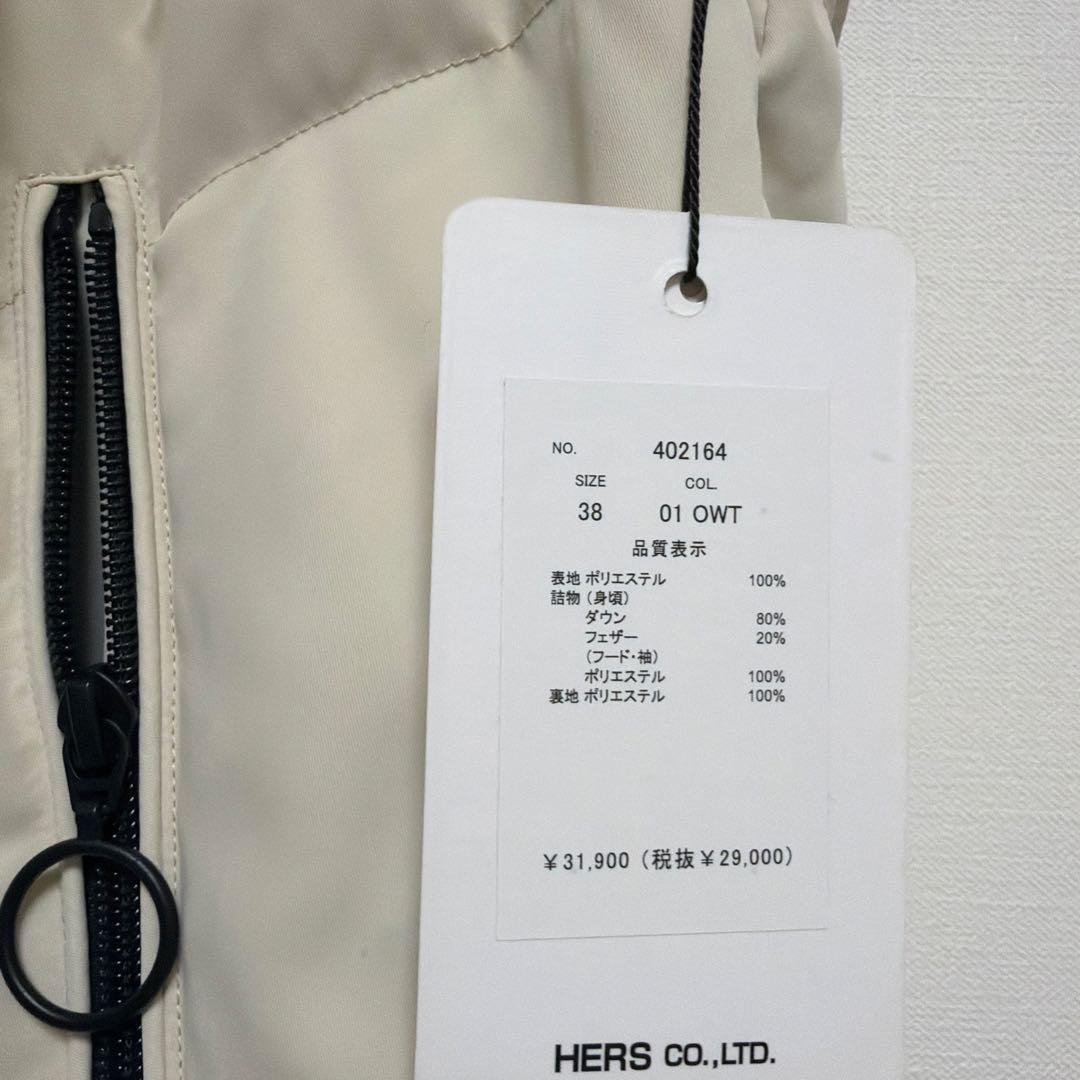 NO. 402164
SIZE COL.
38 01 OWT
品質表示
表地 ポリエステル 100%
詰物 (身頃)
ダウン 80%
フェザー 20%
(フード・袖)
ポリエステル 100%
裏地 ポリエステル 100%
￥31,900 (税抜￥29,000)
HERS CO.,LTD.